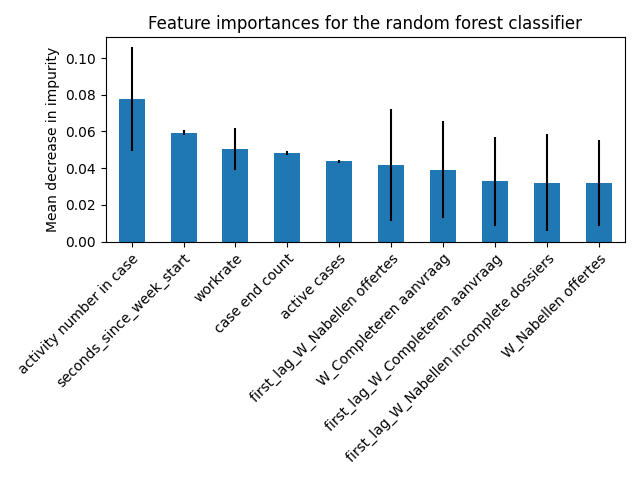 Feature importances for the random forest classifier
Mean decrease in impurity
0.10
0.08
0.06
0.04
0.02
0.00
activity number in case
seconds_since_week_start
workrate
case end count
active cases
first_lag_W_Nabellen offertes
W_Completeren aanvraag
first_lag_W_Completeren aanvraag
first_lag_W_Nabellen incomplete dossiers
W_Nabellen offertes